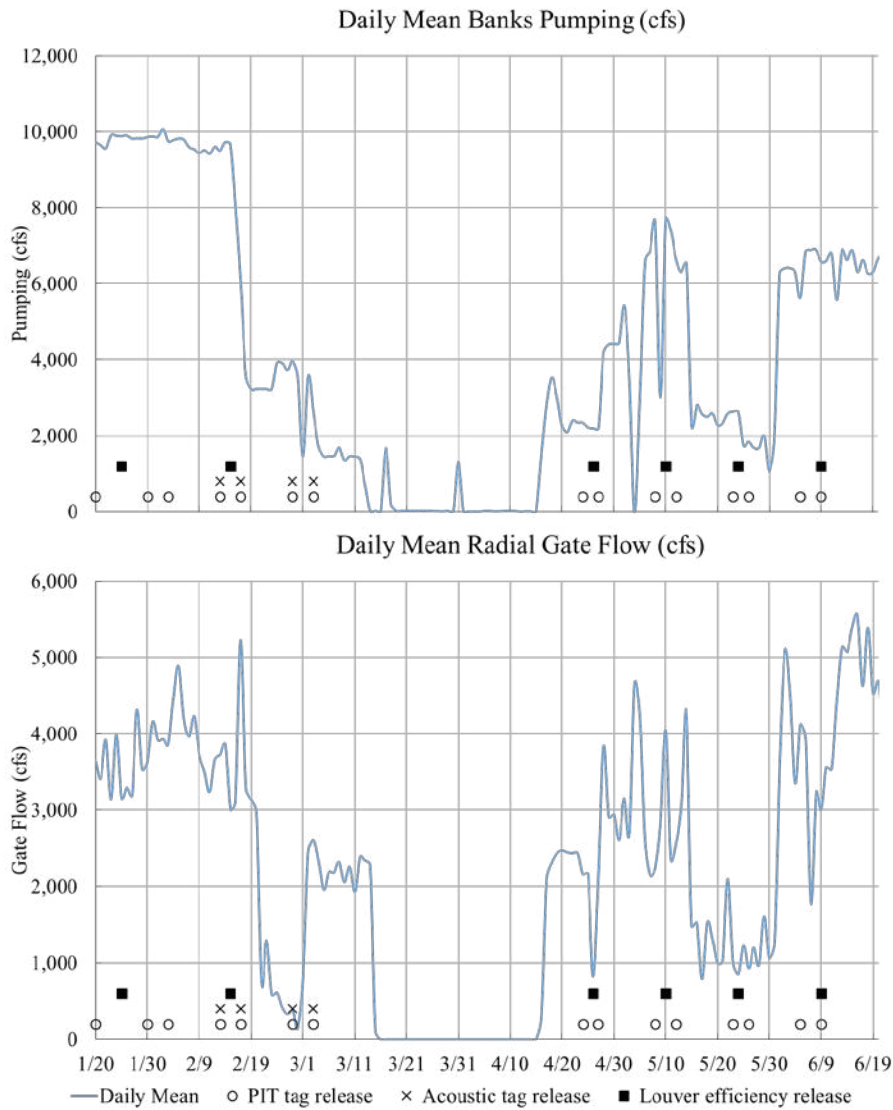 Daily Mean Banks Pumping (cfs)
12,000
10,000
8,000
6,000
4,000
2,000
0
Pumping (cfs)
Daily Mean Radial Gate Flow (cfs)
6,000
5,000
4,000
3,000
2,000
1,000
0
Gate Flow (cfs)
1/20 1/30 2/9 2/19 3/1 3/11 3/21 3/31 4/10 4/20 4/30 5/10 5/20 5/30 6/9 6/19
Daily Mean PIT tag release Acoustic tag release Louver efficiency release